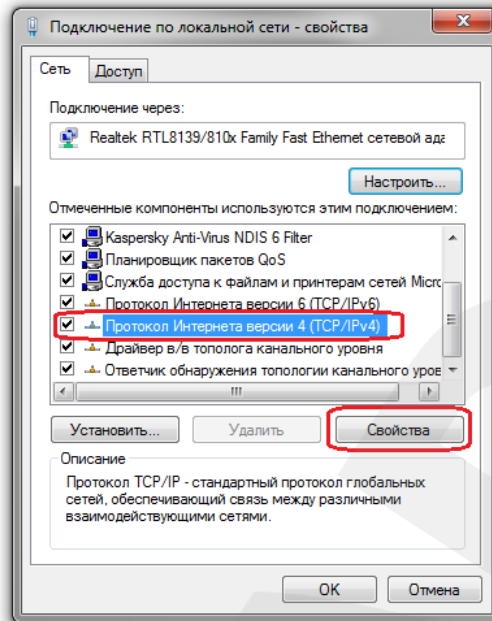 Подключение по локальной сети - свойства
Сеть
Доступ
Подключение через:
Realtek RTL8139/810x Family Fast Ethernet сетевой ада
Настроить...
Отмеченные компоненты используются этим подключением:
Kaspersky Anti-Virus NDIS 6 Filter
Планировщик пакетов QoS
Служба доступа к файлам и принтерам сетей Micro
Протокол Интернета версии 6 (TCP/IPv6)
Протокол Интернета версии 4 (TCP/IPv4)
Драйвер в/в тополога канального уровня
Ответчик обнаружения топологии канального уров
Установить...
Удалить
Свойства
Описание
Протокол TCP/IP - стандартный протокол глобальных
сетей, обеспечивающий связь между различными
взаимодействующими сетями.
OK
Отмена